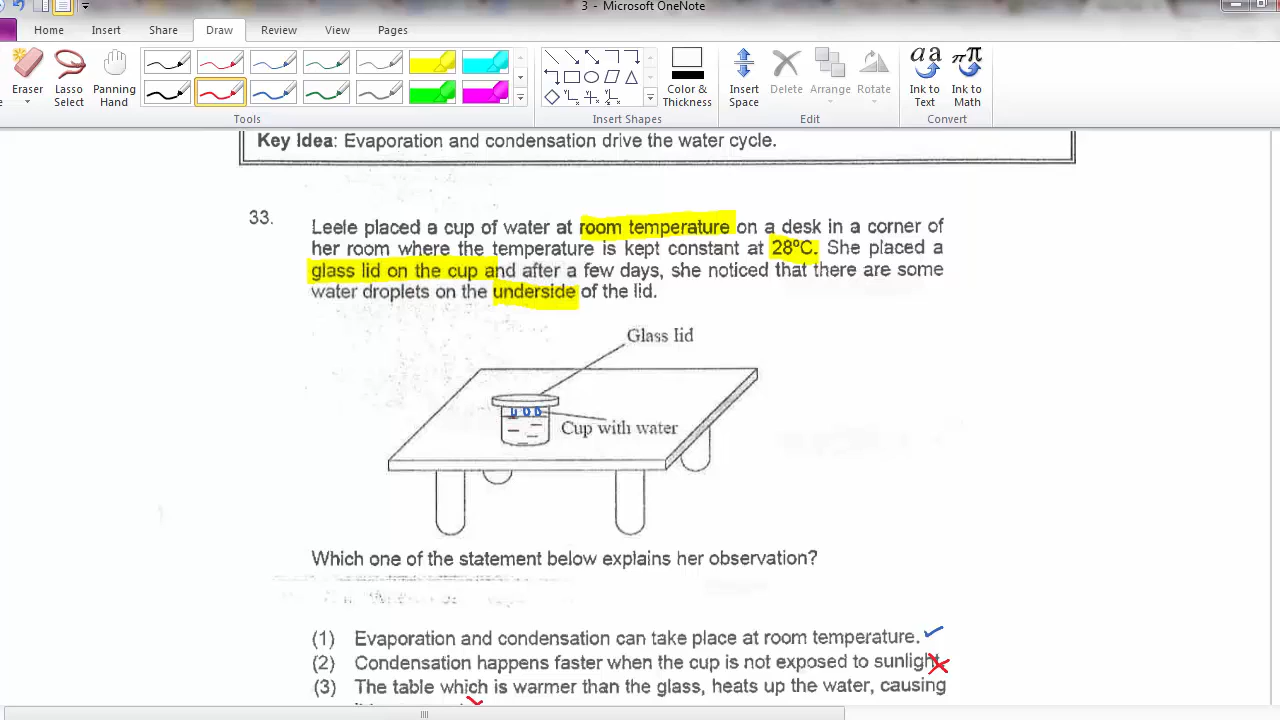 3 - Microsoft OneNote
Home Insert Share Draw Review View Pages
Eraser Lasso Select Panning Hand Color & Thickness Insert Space Delete Arrange Rotate Ink to Text Ink to Math
Tools Insert Shapes Edit Convert
Key Idea: Evaporation and condensation drive the water cycle.
33.
Leele placed a cup of water at room temperature on a desk in a corner of
her room where the temperature is kept constant at 28ºC. She placed a
glass lid on the cup and after a few days, she noticed that there are some
water droplets on the underside of the lid.
Glass lid
Cup with water
Which one of the statement below explains her observation?
(1) Evaporation and condensation can take place at room temperature.
(2) Condensation happens faster when the cup is not exposed to sunlight.
(3) The table which is warmer than the glass, heats up the water, causing